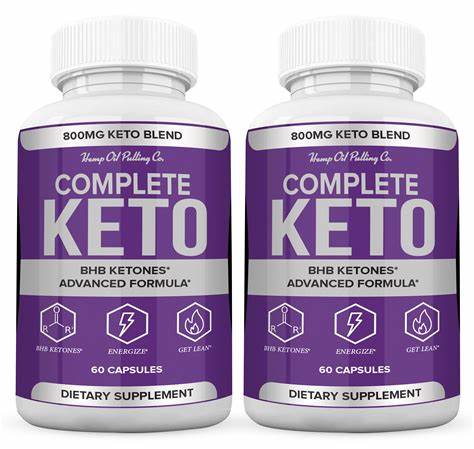 800MG KETO BLEND
Hemp Oil Pulling Co.
COMPLETE
KETO
BHB KETONES*
ADVANCED FORMULA*
R R'
BHB KETONES* ENERGIZE* GET LEAN*
60 CAPSULES
DIETARY SUPPLEMENT
800MG KETO BLEND
Hemp Oil Pulling Co.
COMPLETE
KETO
BHB KETONES*
ADVANCED FORMULA*
R R'
BHB KETONES* ENERGIZE* GET LEAN*
60 CAPSULES
DIETARY SUPPLEMENT